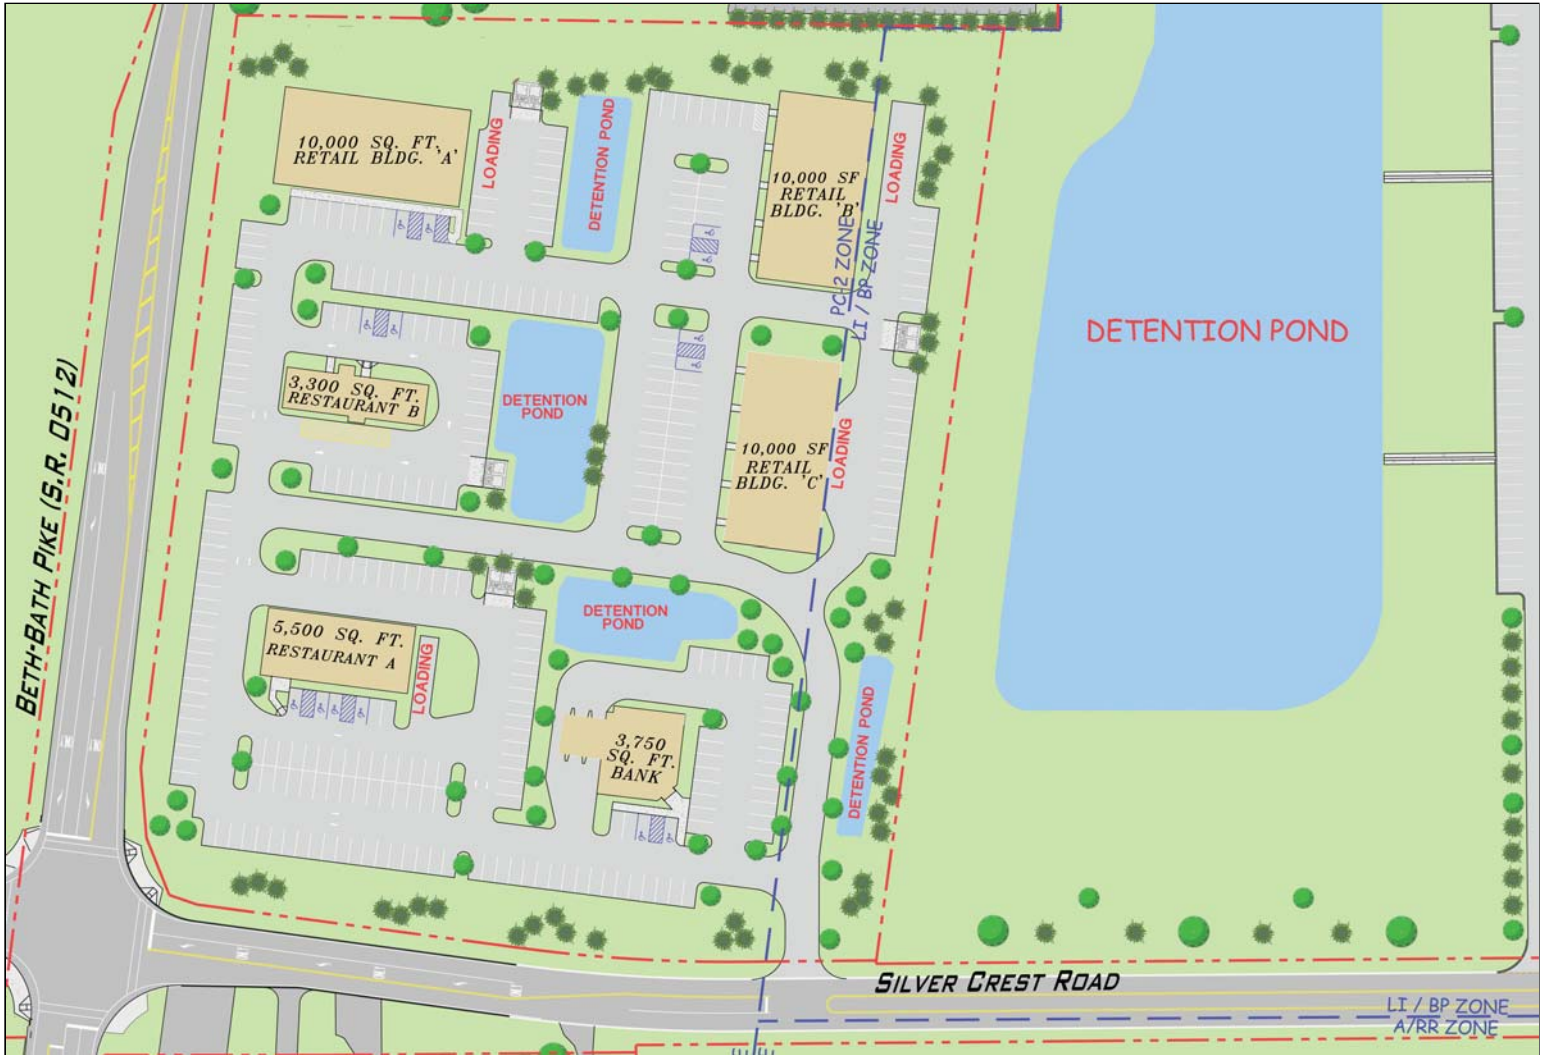 10,000 SQ. FT.
RETAIL BLDG. 'A'
LOADING
DETENTION POND
10,000 SF
RETAIL
BLDG. 'B'
LOADING
PC-2 ZONE
LI / BP ZONE
DETENTION POND
BETH-BATH PIKE (S.R. 0512)
3,300 SQ. FT.
RESTAURANT B
DETENTION
POND
10,000 SF
RETAIL
BLDG. 'C'
LOADING
5,500 SQ. FT.
RESTAURANT A
LOADING
DETENTION
POND
3,750
SQ. FT.
BANK
DETENTION POND
SILVER CREST ROAD
LI / BP ZONE
A/RR ZONE